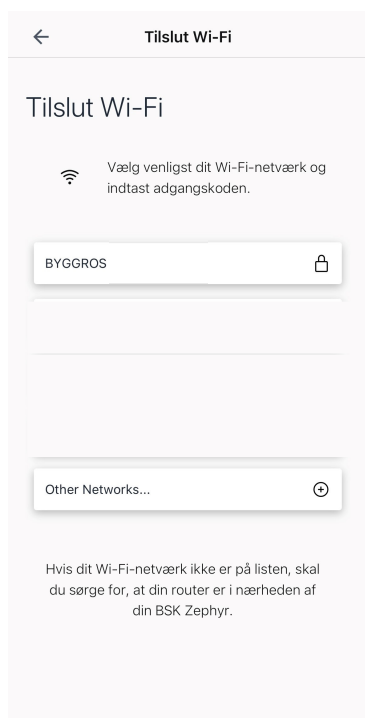 Tilslut Wi-Fi
Tilslut Wi-Fi
Vælg venligst dit Wi-Fi-netværk og
indtast adgangskoden.
BYGGROS
Other Networks...
Hvis dit Wi-Fi-netværk ikke er på listen, skal
du sørge for, at din router er i nærheden af
din BSK Zephyr.